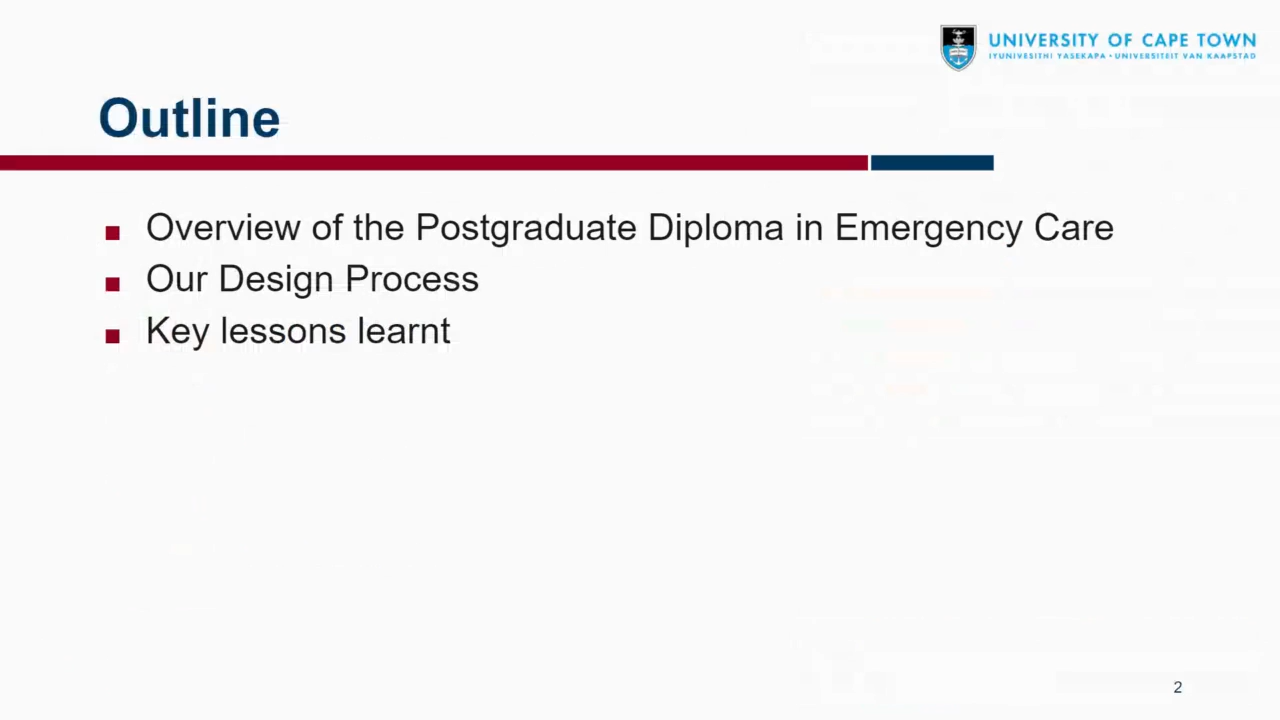 UNIVERSITY OF CAPE TOWN
IYUNIVESITHI YASEKAPA • UNIVERSITEIT VAN KAAPSTAD
Outline
Overview of the Postgraduate Diploma in Emergency Care
Our Design Process
Key lessons learnt
2